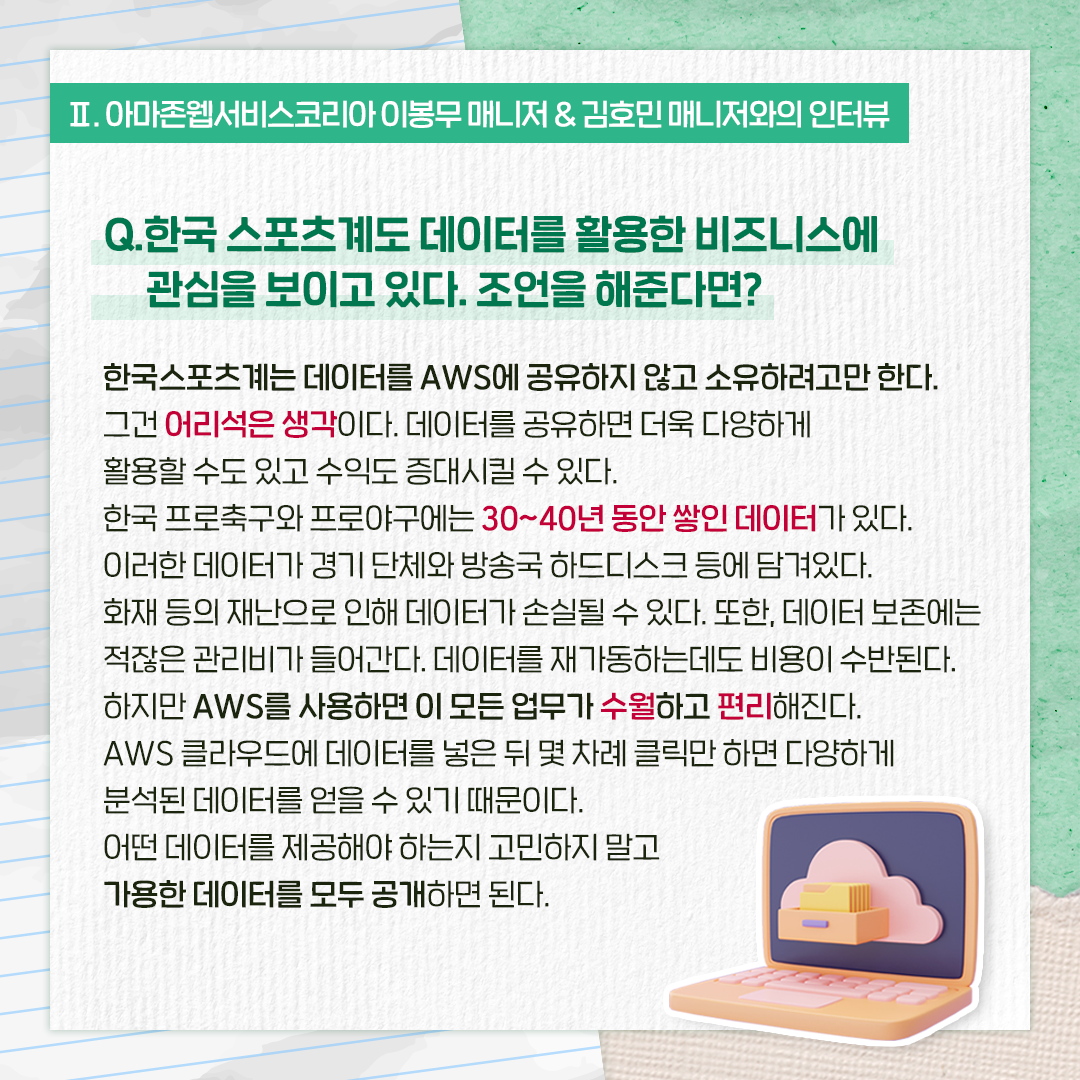 Ⅱ. 아마존웹서비스코리아 이봉무 매니저 & 김호민 매니저와의 인터뷰
Q.한국 스포츠계도 데이터를 활용한 비즈니스에
관심을 보이고 있다. 조언을 해준다면?
한국스포츠계는 데이터를 AWS에 공유하지 않고 소유하려고만 한다.
그건 어리석은 생각이다. 데이터를 공유하면 더욱 다양하게
활용할 수도 있고 수익도 증대시킬 수 있다.
한국 프로축구와 프로야구에는 30~40년 동안 쌓인 데이터가 있다.
이러한 데이터가 경기 단체와 방송국 하드디스크 등에 담겨있다.
화재 등의 재난으로 인해 데이터가 손실될 수 있다. 또한, 데이터 보존에는
적잖은 관리비가 들어간다. 데이터를 재가동하는데도 비용이 수반된다.
하지만 AWS를 사용하면 이 모든 업무가 수월하고 편리해진다.
AWS 클라우드에 데이터를 넣은 뒤 몇 차례 클릭만 하면 다양하게
분석된 데이터를 얻을 수 있기 때문이다.
어떤 데이터를 제공해야 하는지 고민하지 말고
가용한 데이터를 모두 공개하면 된다.